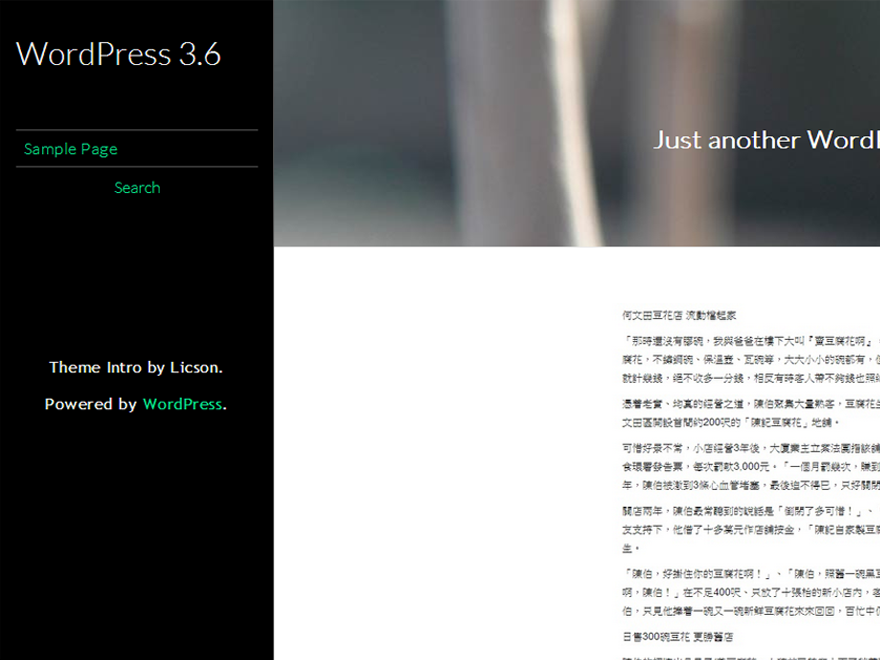 WordPress 3.6
Sample Page
Search
Theme Intro by Licson.
Powered by WordPress.
Just another Word
何文田豆花店 流動檔起家
「那時還沒有膠碗，我與爸爸在樓下大叫『賣豆腐花啊』
腐花，不鏽鋼碗、保溫壺、瓦碗等，大大小小的碗都有，
就計幾錢，絕不收多一分錢，相反有時客人帶不夠錢也照
憑着老實、均真的經營之道，陳伯聚集大量熟客，豆腐花
文田區開設首間約200呎的「陳記豆腐花」地舖。
可惜好景不常，小店經營3年後，大廈業主立案法團指該舖
食環署發告票，每次罰款3,000元。「一個月罰幾次，賺到
年，陳伯被激到3條心血管堵塞，最後迫不得已，只好關閉
關店兩年，陳伯最常聽到的說話是「倒閉了多可惜！」、
友支持下，他借了十多萬元作店舖按金，「陳記自家製豆
生。
「陳伯，好掛住你的豆腐花啊！」、「陳伯，照舊一碗黑豆
啊，陳伯！」在不足400呎、只放了十張枱的新小店內，
伯，只見他捧着一碗又一碗新鮮豆腐花來來回回，百忙中
日售300碗豆花 更勝舊店